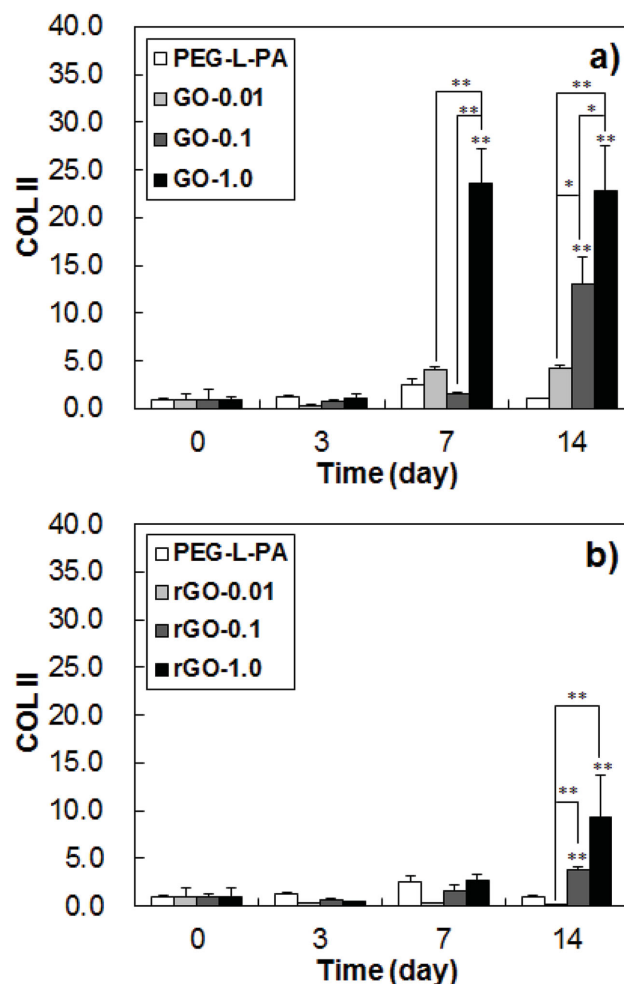 40.0
35.0
30.0
25.0
20.0
15.0
10.0
5.0
0.0
COL II
PEG-L-PA
GO-0.01
GO-0.1
GO-1.0
a)
**
**
**
**
*
**
*
**
0 3 7 14
Time (day)
40.0
35.0
30.0
25.0
20.0
15.0
10.0
5.0
0.0
COL II
PEG-L-PA
rGO-0.01
rGO-0.1
rGO-1.0
b)
**
**
**
**
0 3 7 14
Time (day)